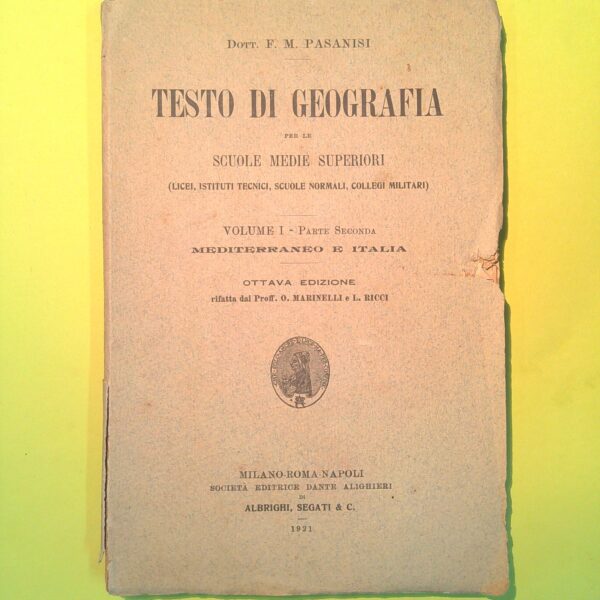 Dott. F. M. PASANISI
TESTO DI GEOGRAFIA
PER LE
SCUOLE MEDIE SUPERIORI
(LICEI, ISTITUTI TECNICI, SCUOLE NORMALI, COLLEGI MILITARI)
VOLUME I - Parte Seconda
MEDITERRANEO E ITALIA
OTTAVA EDIZIONE
rifatta dai Proff. O. MARINELLI e L. RICCI
MILANO-ROMA-NAPOLI
SOCIETÀ EDITRICE DANTE ALIGHIERI
DI
ALBRIGHI, SEGATI & C.
1921